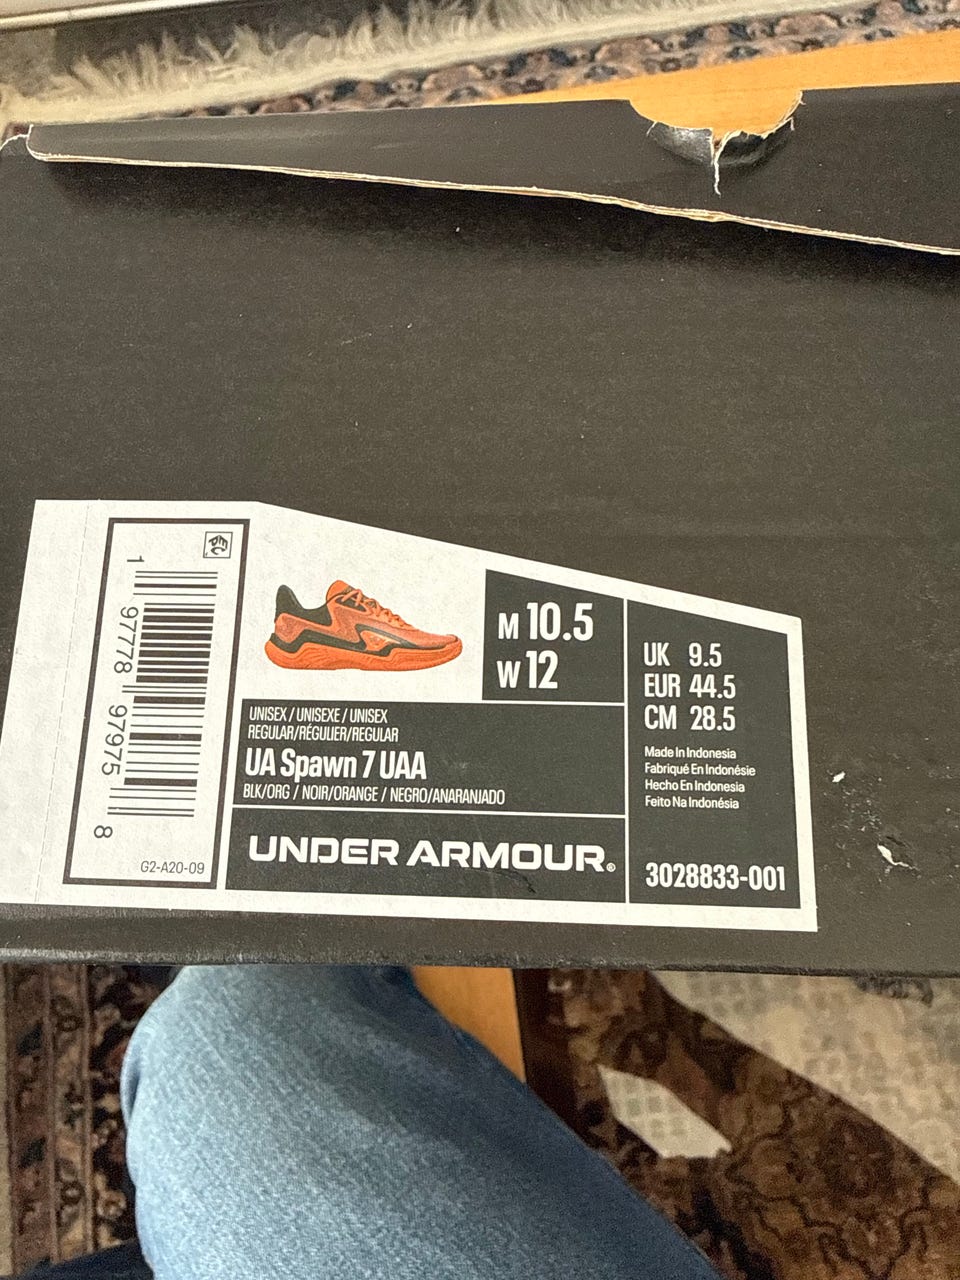 1 97778 97975 8
G2-A20-09
M 10.5
W 12
UNISEX / UNISEXE / UNISEX
REGULAR/RÉGULIER/REGULAR
UA Spawn 7 UAA
BLK/ORG / NOIR/ORANGE / NEGRO/ANARANJADO
UNDER ARMOUR®
UK 9.5
EUR 44.5
CM 28.5
Made In Indonesia
Fabriqué En Indonésie
Hecho En Indonesia
Feito Na Indonésia
3028833-001